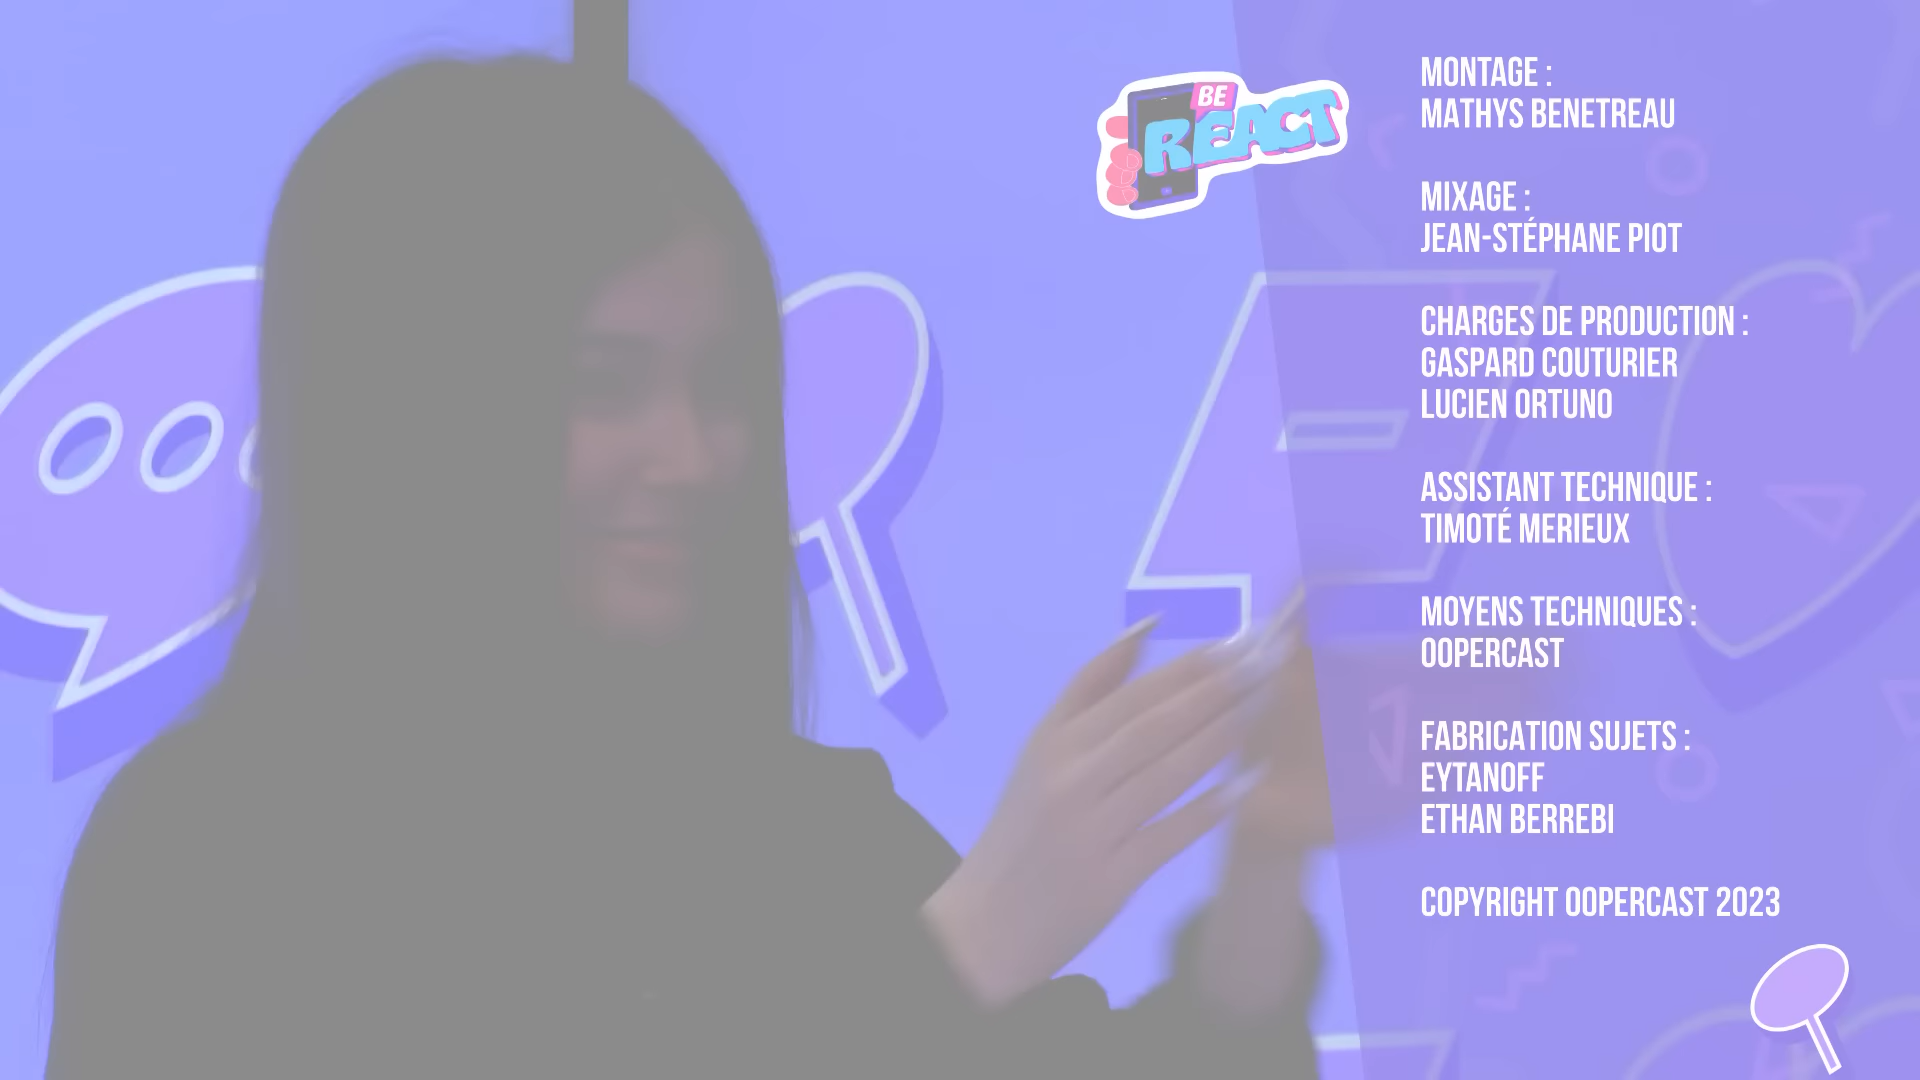 BE
REACT
MONTAGE :
MATHYS BENETREAU
MIXAGE :
JEAN-STÉPHANE PIOT
CHARGES DE PRODUCTION :
GASPARD COUTURIER
LUCIEN ORTUNO
ASSISTANT TECHNIQUE :
TIMOTÉ MERIEUX
MOYENS TECHNIQUES :
OOPERCAST
FABRICATION SUJETS :
EYTANOFF
ETHAN BERREBI
COPYRIGHT OOPERCAST 2023